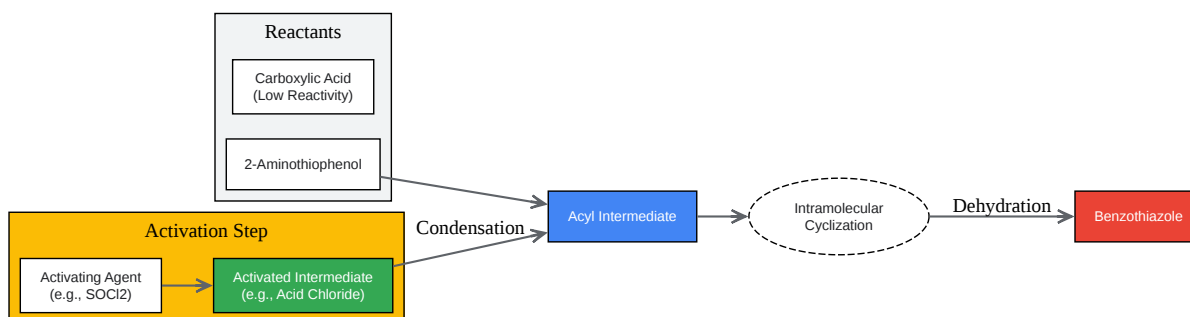 Reactants
Carboxylic Acid
(Low Reactivity)
2-Aminothiophenol
Activation Step
Activating Agent
(e.g., SOCl2)
Activated Intermediate
(e.g., Acid Chloride)
Condensation
Acyl Intermediate
Intramolecular
Cyclization
Dehydration
Benzothiazole